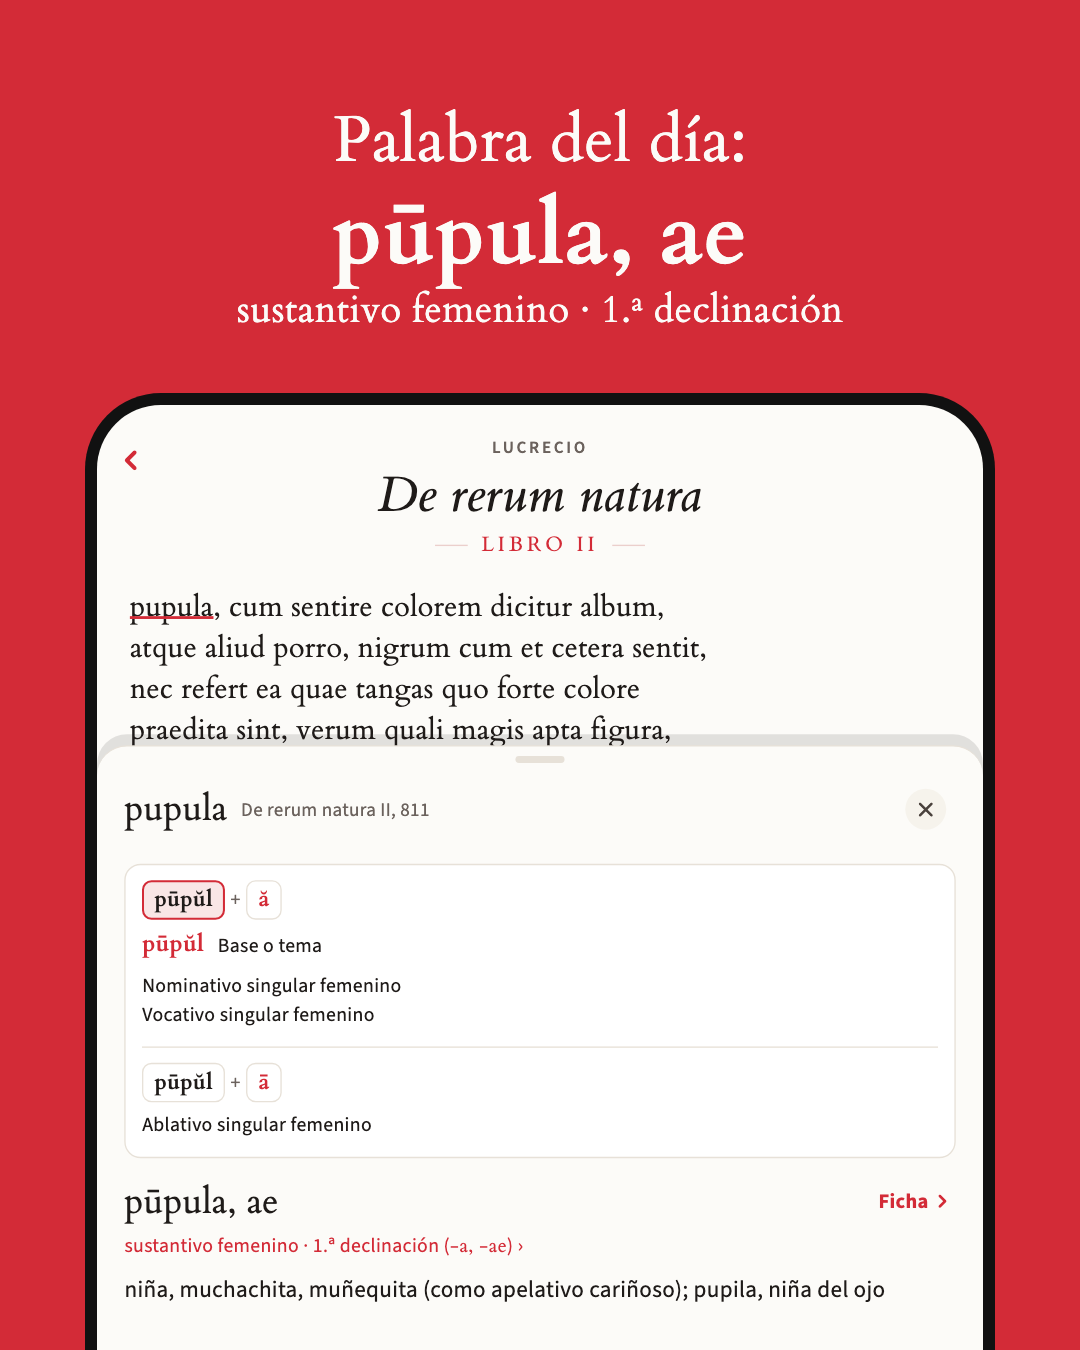 Palabra del día:
pūpula, ae
sustantivo femenino · 1.ª declinación
LUCRECIO
De rerum natura
LIBRO II
pupula, cum sentire colorem dicitur album,
atque aliud porro, nigrum cum et cetera sentit,
nec refert ea quae tangas quo forte colore
praedita sint, verum quali magis apta figura,
pupula De rerum natura II, 811
pūpŭl + ă
pūpŭl Base o tema
Nominativo singular femenino
Vocativo singular femenino
pūpŭl + ā
Ablativo singular femenino
pūpula, ae Ficha ›
sustantivo femenino · 1.ª declinación (–a, –ae) ›
niña, muchachita, muñequita (como apelativo cariñoso); pupila, niña del ojo